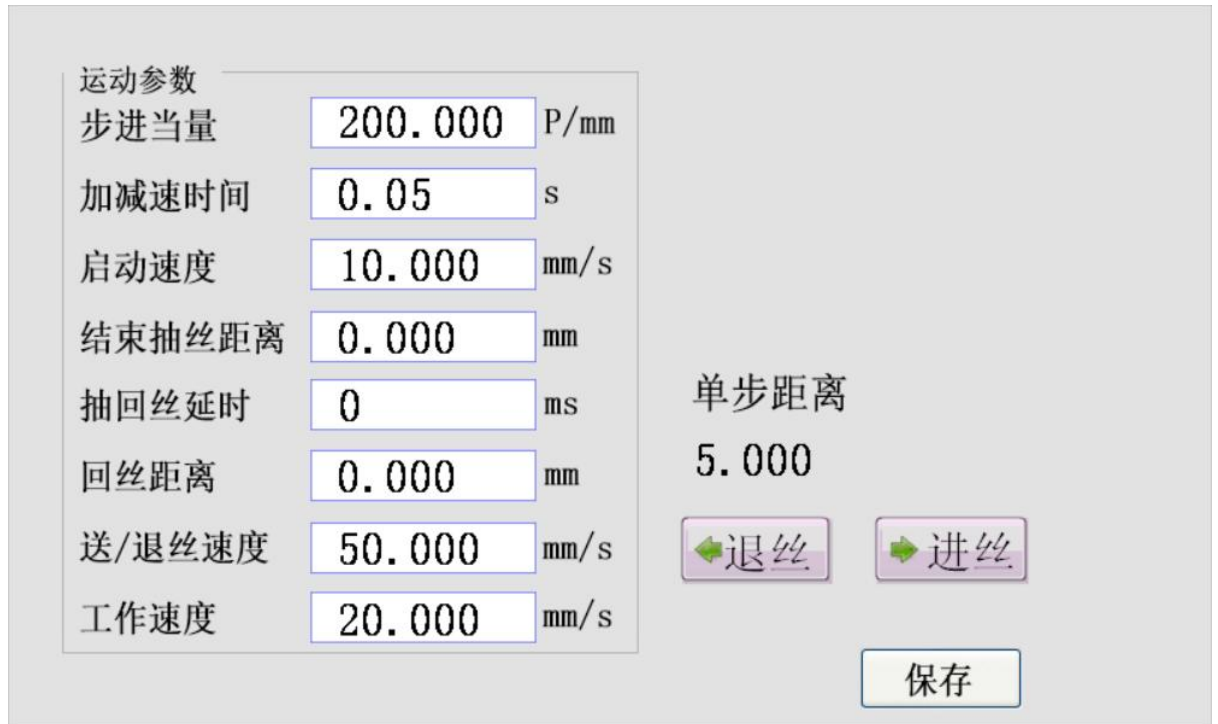 运动参数
步进当量 200.000 P/mm
加减速时间 0.05 s
启动速度 10.000 mm/s
结束抽丝距离 0.000 mm
抽回丝延时 0 ms
单步距离
回丝距离 0.000 mm
5.000
送/退丝速度 50.000 mm/s
退丝 进丝
工作速度 20.000 mm/s
保存